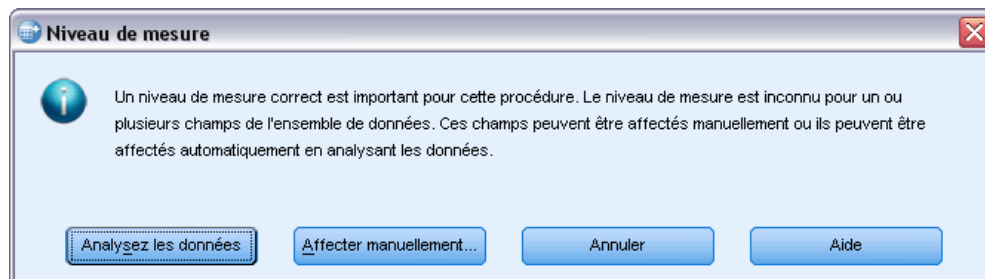 Niveau de mesure
Un niveau de mesure correct est important pour cette procédure. Le niveau de mesure est inconnu pour un ou
plusieurs champs de l'ensemble de données. Ces champs peuvent être affectés manuellement ou ils peuvent être
affectés automatiquement en analysant les données.
Analysez les données Affecter manuellement... Annuler Aide